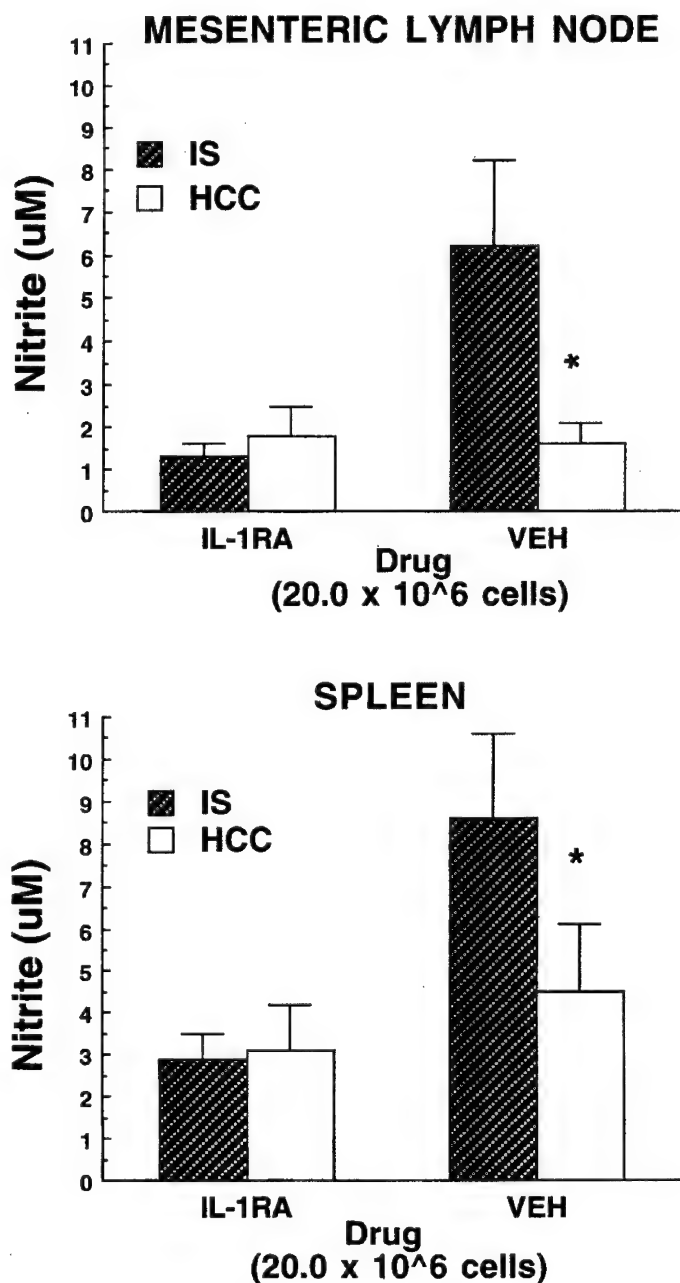 MESENTERIC LYMPH NODE
11
10
9
8
7
6
5
4
3
2
1
0
Nitrite (uM)
IS
HCC
*
IL-1RA
VEH
Drug
(20.0 x 10^6 cells)
SPLEEN
11
10
9
8
7
6
5
4
3
2
1
0
Nitrite (uM)
IS
HCC
*
IL-1RA
VEH
Drug
(20.0 x 10^6 cells)